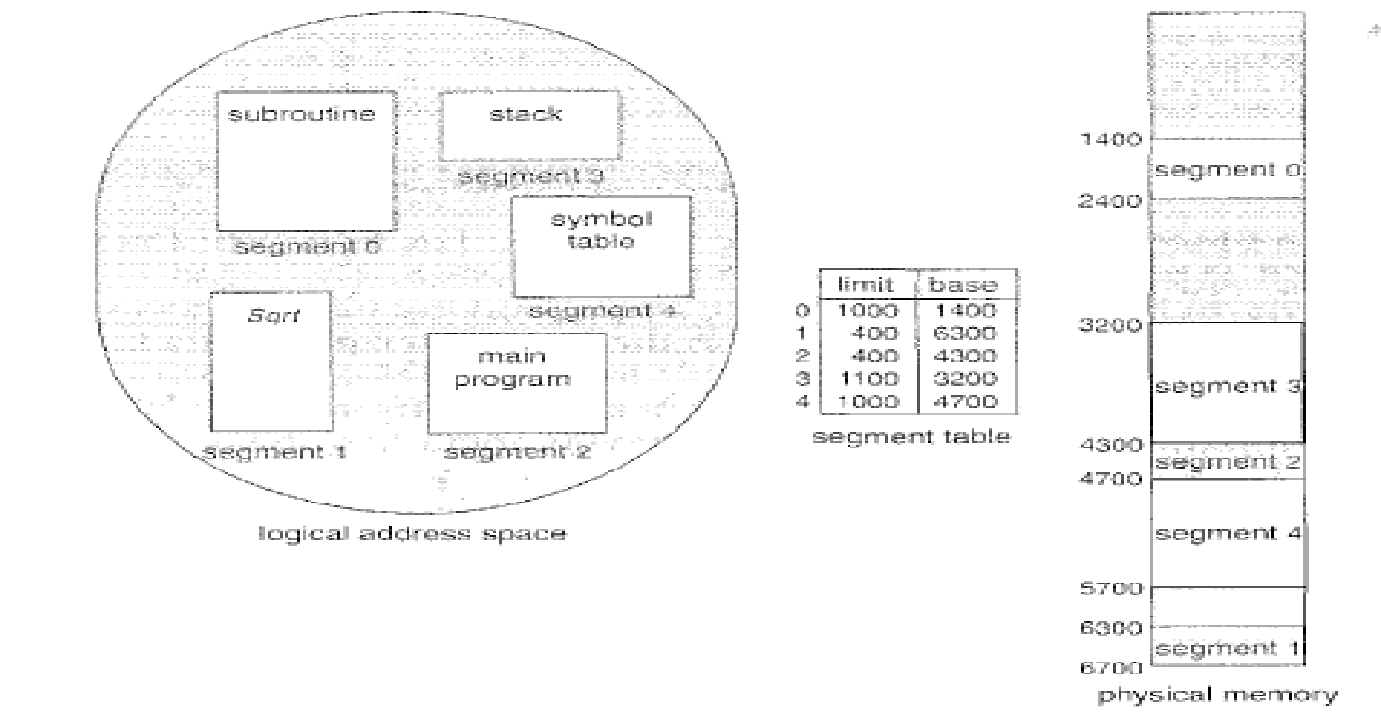 subroutine
segment 0
stack
segment 3
symbol
table
segment 4
Sqrt
segment 1
main
program
segment 2
logical address space
limit base
0 1000 1400
1 400 6300
2 400 4300
3 1100 3200
4 1000 4700
segment table
1400
segment 0
2400
3200
segment 3
4300
segment 2
4700
segment 4
5700
6300
segment 1
6700
physical memory